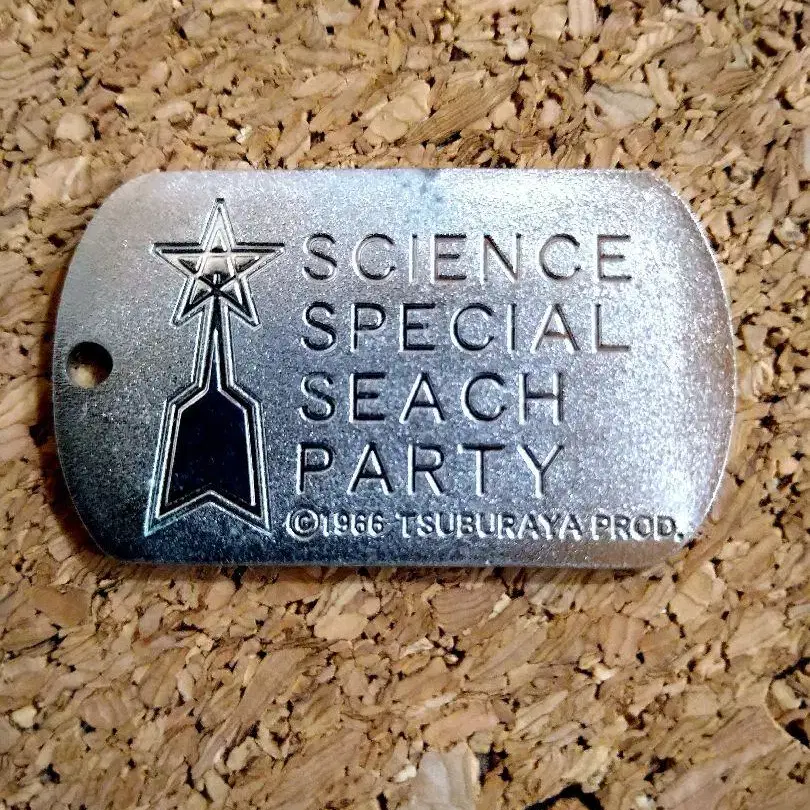 SCIENCE
SPECIAL
SEACH
PARTY
©1966 TSUBURAYA PROD.